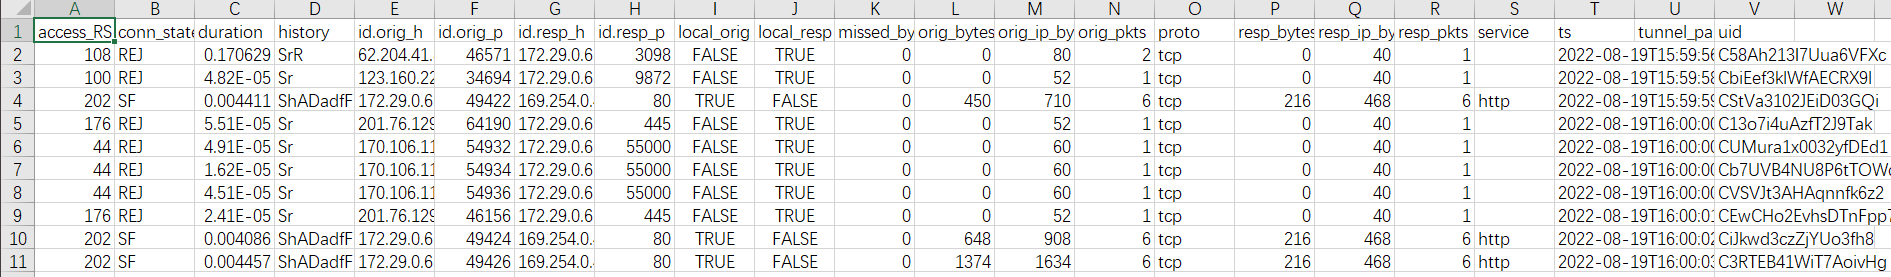 A B C D E F G H I J K L M N O P Q R S T U V W
1 access_RS conn_state duration history id.orig_h id.orig_p id.resp_h id.resp_p local_orig local_resp missed_by orig_bytes orig_ip_by orig_pkts proto resp_bytes resp_ip_by resp_pkts service ts tunnel_pa uid
2 108 REJ 0.170629 SrR 62.204.41. 46571 172.29.0.6 3098 FALSE TRUE 0 0 80 2 tcp 0 40 1 2022-08-19T15:59:56 C58Ah213I7Uua6VFXc
3 100 REJ 4.82E-05 Sr 123.160.22 34694 172.29.0.6 9872 FALSE TRUE 0 0 52 1 tcp 0 40 1 2022-08-19T15:59:58 CbiEef3klWfAECRX9l
4 202 SF 0.004411 ShADadfF 172.29.0.6 49422 169.254.0. 80 TRUE FALSE 0 450 710 6 tcp 216 468 6 http 2022-08-19T15:59:59 CStVa3102JEiD03GQi
5 176 REJ 5.51E-05 Sr 201.76.129 64190 172.29.0.6 445 FALSE TRUE 0 0 52 1 tcp 0 40 1 2022-08-19T16:00:00 C13o7i4uAzfT2J9Tak
6 44 REJ 4.91E-05 Sr 170.106.11 54932 172.29.0.6 55000 FALSE TRUE 0 0 60 1 tcp 0 40 1 2022-08-19T16:00:00 CUMura1x0032yfDEd1
7 44 REJ 1.62E-05 Sr 170.106.11 54934 172.29.0.6 55000 FALSE TRUE 0 0 60 1 tcp 0 40 1 2022-08-19T16:00:00 Cb7UVB4NU8P6tTOW
8 44 REJ 4.51E-05 Sr 170.106.11 54936 172.29.0.6 55000 FALSE TRUE 0 0 60 1 tcp 0 40 1 2022-08-19T16:00:00 CVSVJt3AHAqnnfk6z2
9 176 REJ 2.41E-05 Sr 201.76.129 46156 172.29.0.6 445 FALSE TRUE 0 0 52 1 tcp 0 40 1 2022-08-19T16:00:01 CEwCHo2EvhsDTnFpp7
10 202 SF 0.004086 ShADadfF 172.29.0.6 49424 169.254.0. 80 TRUE FALSE 0 648 908 6 tcp 216 468 6 http 2022-08-19T16:00:02 CiJkwd3czZjYUo3fh8
11 202 SF 0.004457 ShADadfF 172.29.0.6 49426 169.254.0. 80 TRUE FALSE 0 1374 1634 6 tcp 216 468 6 http 2022-08-19T16:00:03 C3RTEB41WiT7AoivHg